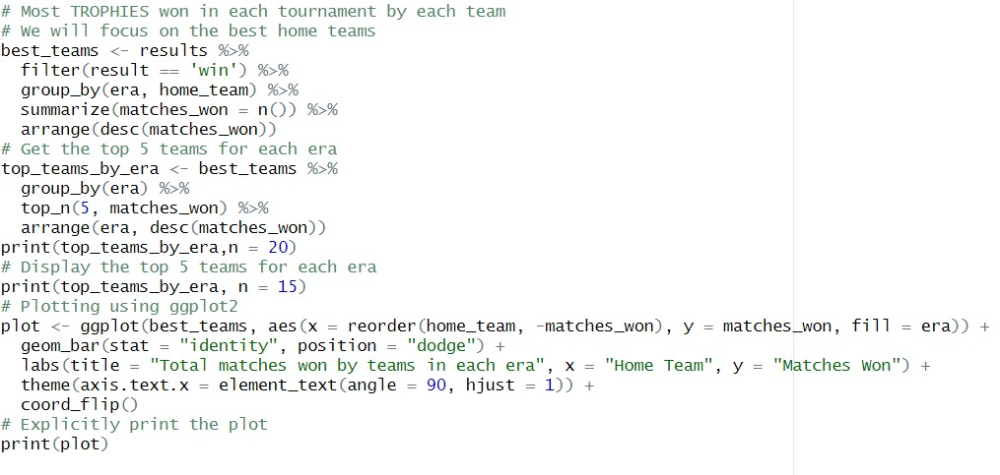 # Most TROPHIES won in each tournament by each team
# We will focus on the best home teams
best_teams <- results %>%
  filter(result == 'win') %>%
  group_by(era, home_team) %>%
  summarize(matches_won = n()) %>%
  arrange(desc(matches_won))
# Get the top 5 teams for each era
top_teams_by_era <- best_teams %>%
  group_by(era) %>%
  top_n(5, matches_won) %>%
  arrange(era, desc(matches_won))
print(top_teams_by_era,n = 20)
# Display the top 5 teams for each era
print(top_teams_by_era, n = 15)
# Plotting using ggplot2
plot <- ggplot(best_teams, aes(x = reorder(home_team, -matches_won), y = matches_won, fill = era)) +
  geom_bar(stat = "identity", position = "dodge") +
  labs(title = "Total matches won by teams in each era", x = "Home Team", y = "Matches Won") +
  theme(axis.text.x = element_text(angle = 90, hjust = 1)) +
  coord_flip()
# Explicitly print the plot
print(plot)